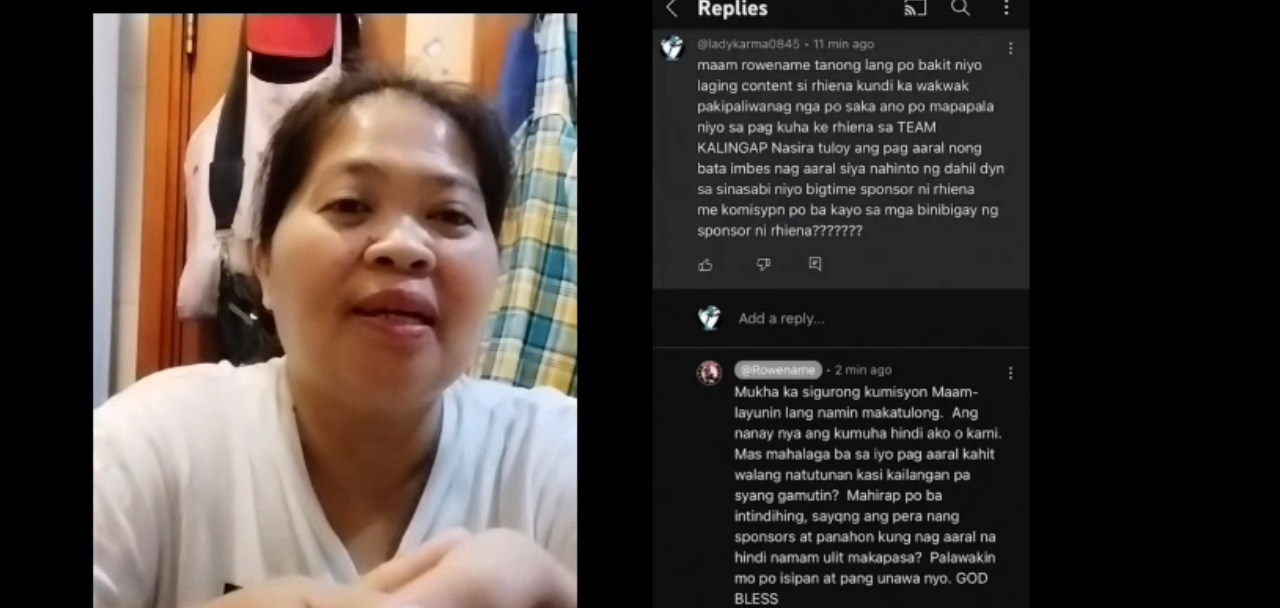 Replies
@ladykarma0845 • 11 min ago
maam rowename tanong lang po bakit niyo
laging content si rhiena kundi ka wakwak
pakipaliwanag nga po saka ano po mapapala
niyo sa pag kuha ke rhiena sa TEAM
KALINGAP Nasira tuloy ang pag aaral nong
bata imbes nag aaral siya nahinto ng dahil dyn
sa sinasabi niyo bigtime sponsor ni rhiena
me komisypn po ba kayo sa mga binibigay ng
sponsor ni rhiena???????
Add a reply...
@Rowename • 2 min ago
Mukha ka sigurong kumisyon Maam-
layunin lang namin makatulong. Ang
nanay nya ang kumuha hindi ako o kami.
Mas mahalaga ba sa iyo pag aaral kahit
walang natutunan kasi kailangan pa
syang gamutin? Mahirap po ba
intindihing, sayqng ang pera nang
sponsors at panahon kung nag aaral na
hindi namam ulit makapasa? Palawakin
mo po isipan at pang unawa nyo. GOD
BLESS